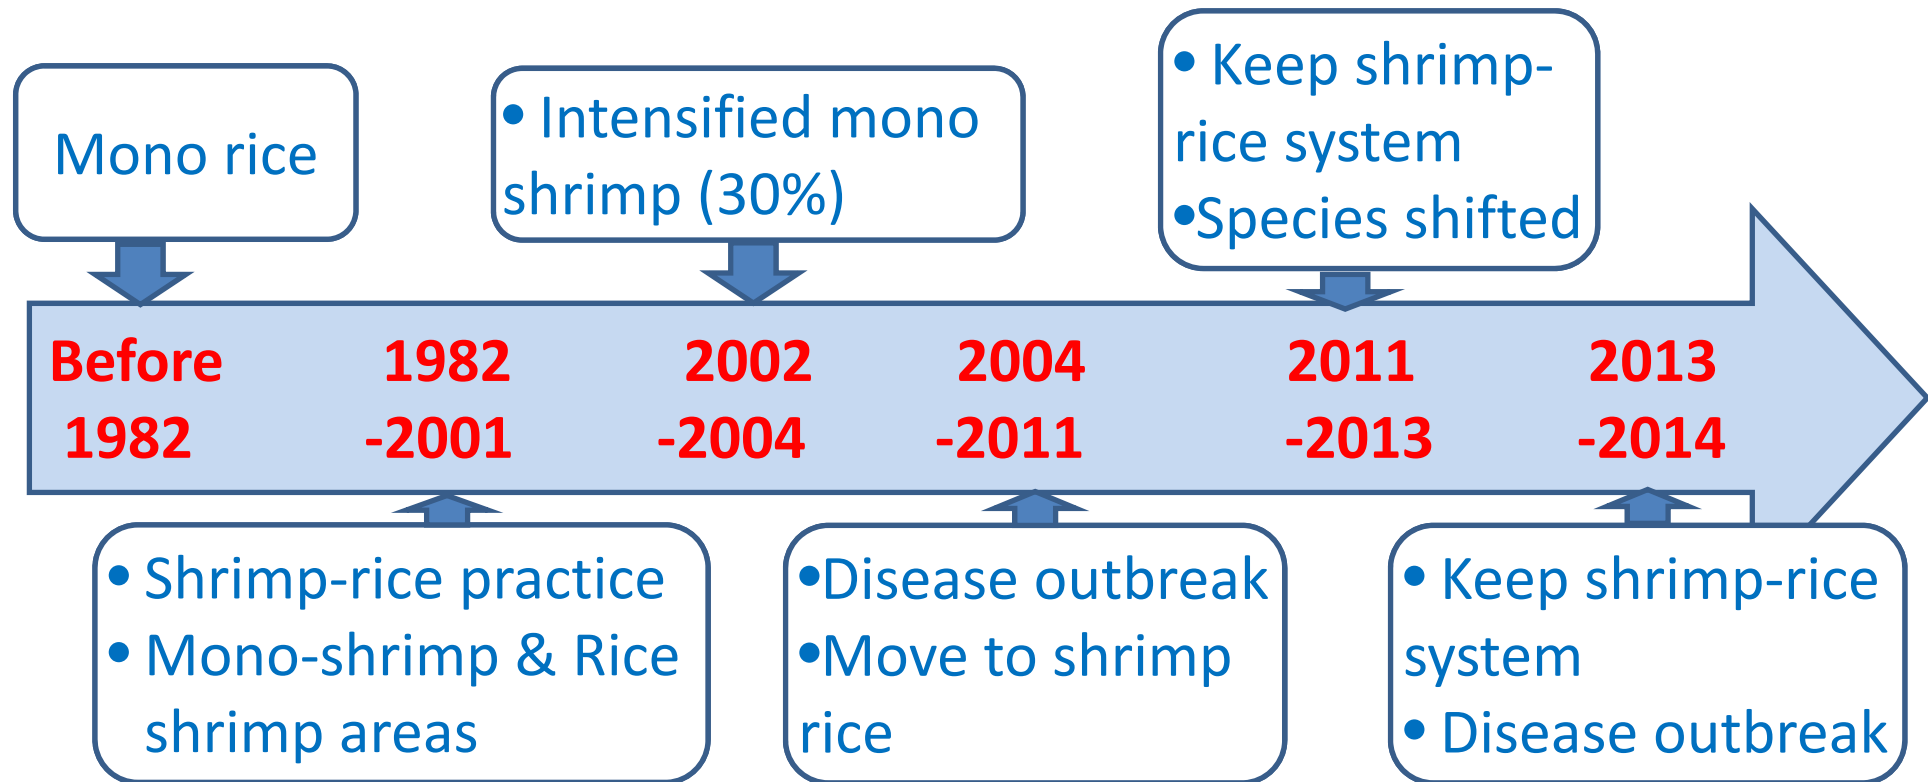 Mono rice
• Intensified mono
shrimp (30%)
• Keep shrimp-
rice system
•Species shifted
Before
1982
1982
-2001
2002
-2004
2004
-2011
2011
-2013
2013
-2014
• Shrimp-rice practice
• Mono-shrimp & Rice
shrimp areas
•Disease outbreak
•Move to shrimp
rice
• Keep shrimp-rice
system
• Disease outbreak